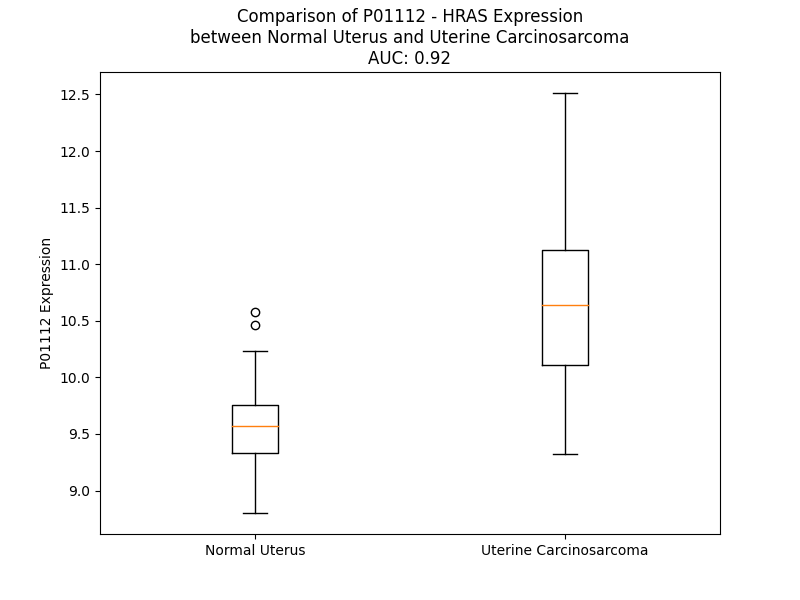 Comparison of P01112 - HRAS Expression
between Normal Uterus and Uterine Carcinosarcoma
AUC: 0.92
12.5
12.0
11.5
11.0
10.5
10.0
9.5
9.0
P01112 Expression
Normal Uterus
Uterine Carcinosarcoma